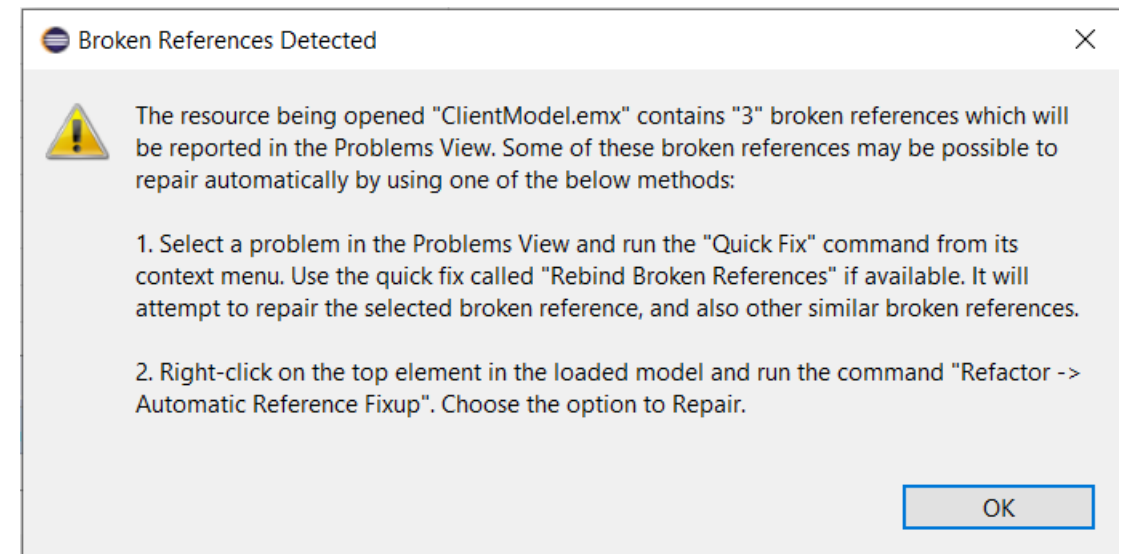 Broken References Detected
The resource being opened "ClientModel.emx" contains "3" broken references which will
be reported in the Problems View. Some of these broken references may be possible to
repair automatically by using one of the below methods:
1. Select a problem in the Problems View and run the "Quick Fix" command from its
context menu. Use the quick fix called "Rebind Broken References" if available. It will
attempt to repair the selected broken reference, and also other similar broken references.
2. Right-click on the top element in the loaded model and run the command "Refactor ->
Automatic Reference Fixup". Choose the option to Repair.
OK